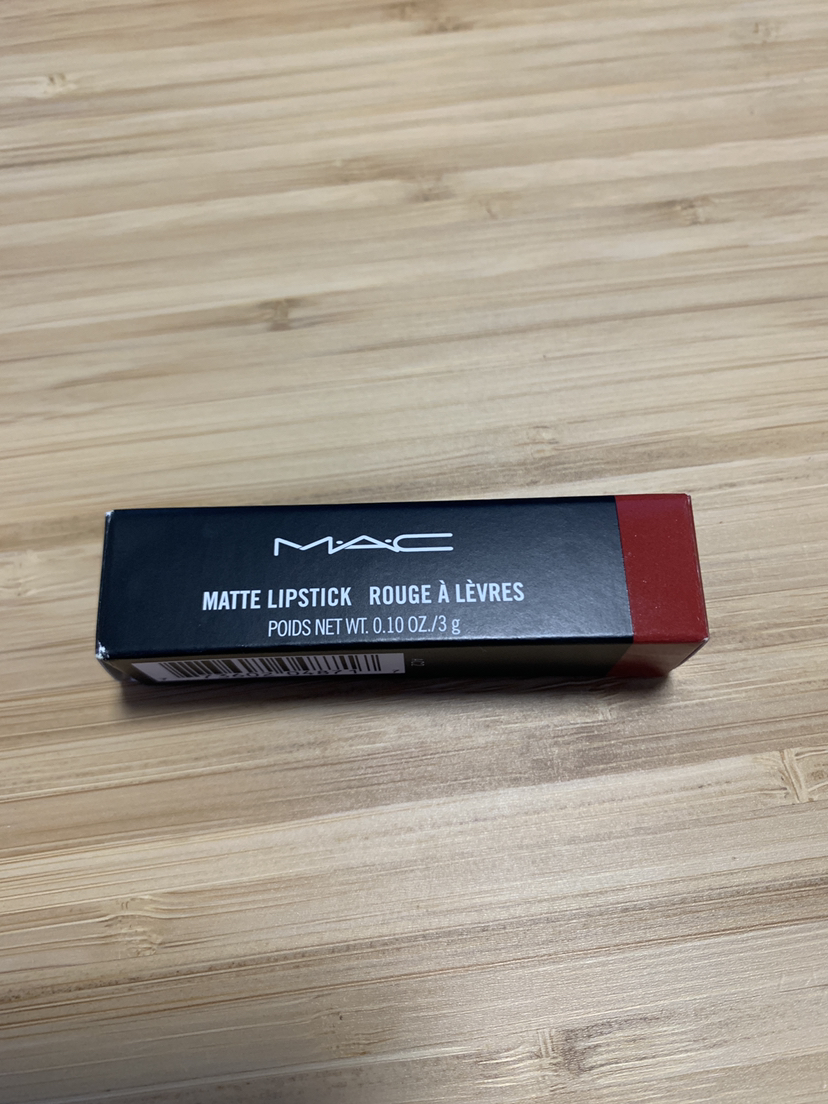 M·A·C
MATTE LIPSTICK ROUGE À LÈVRES
POIDS NET WT. 0.10 OZ./3 g